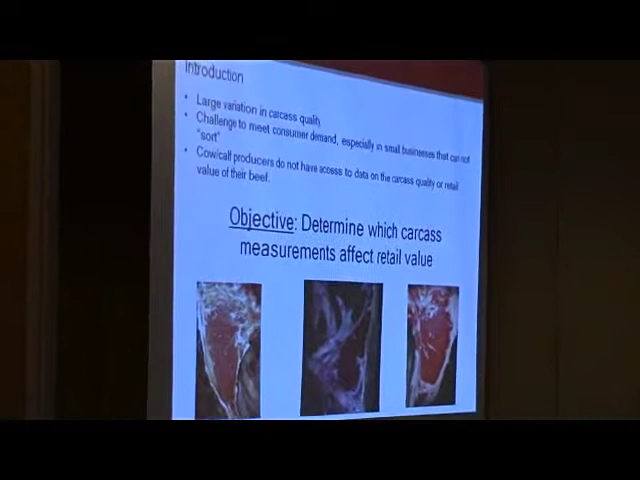 Introduction
• Large variation in carcass quality
• Challenge to meet consumer demand, especially in small businesses that can not
"sort"
• Cow/calf producers do not have access to data on the carcass quality or retail
value of their beef.
Objective: Determine which carcass
measurements affect retail value